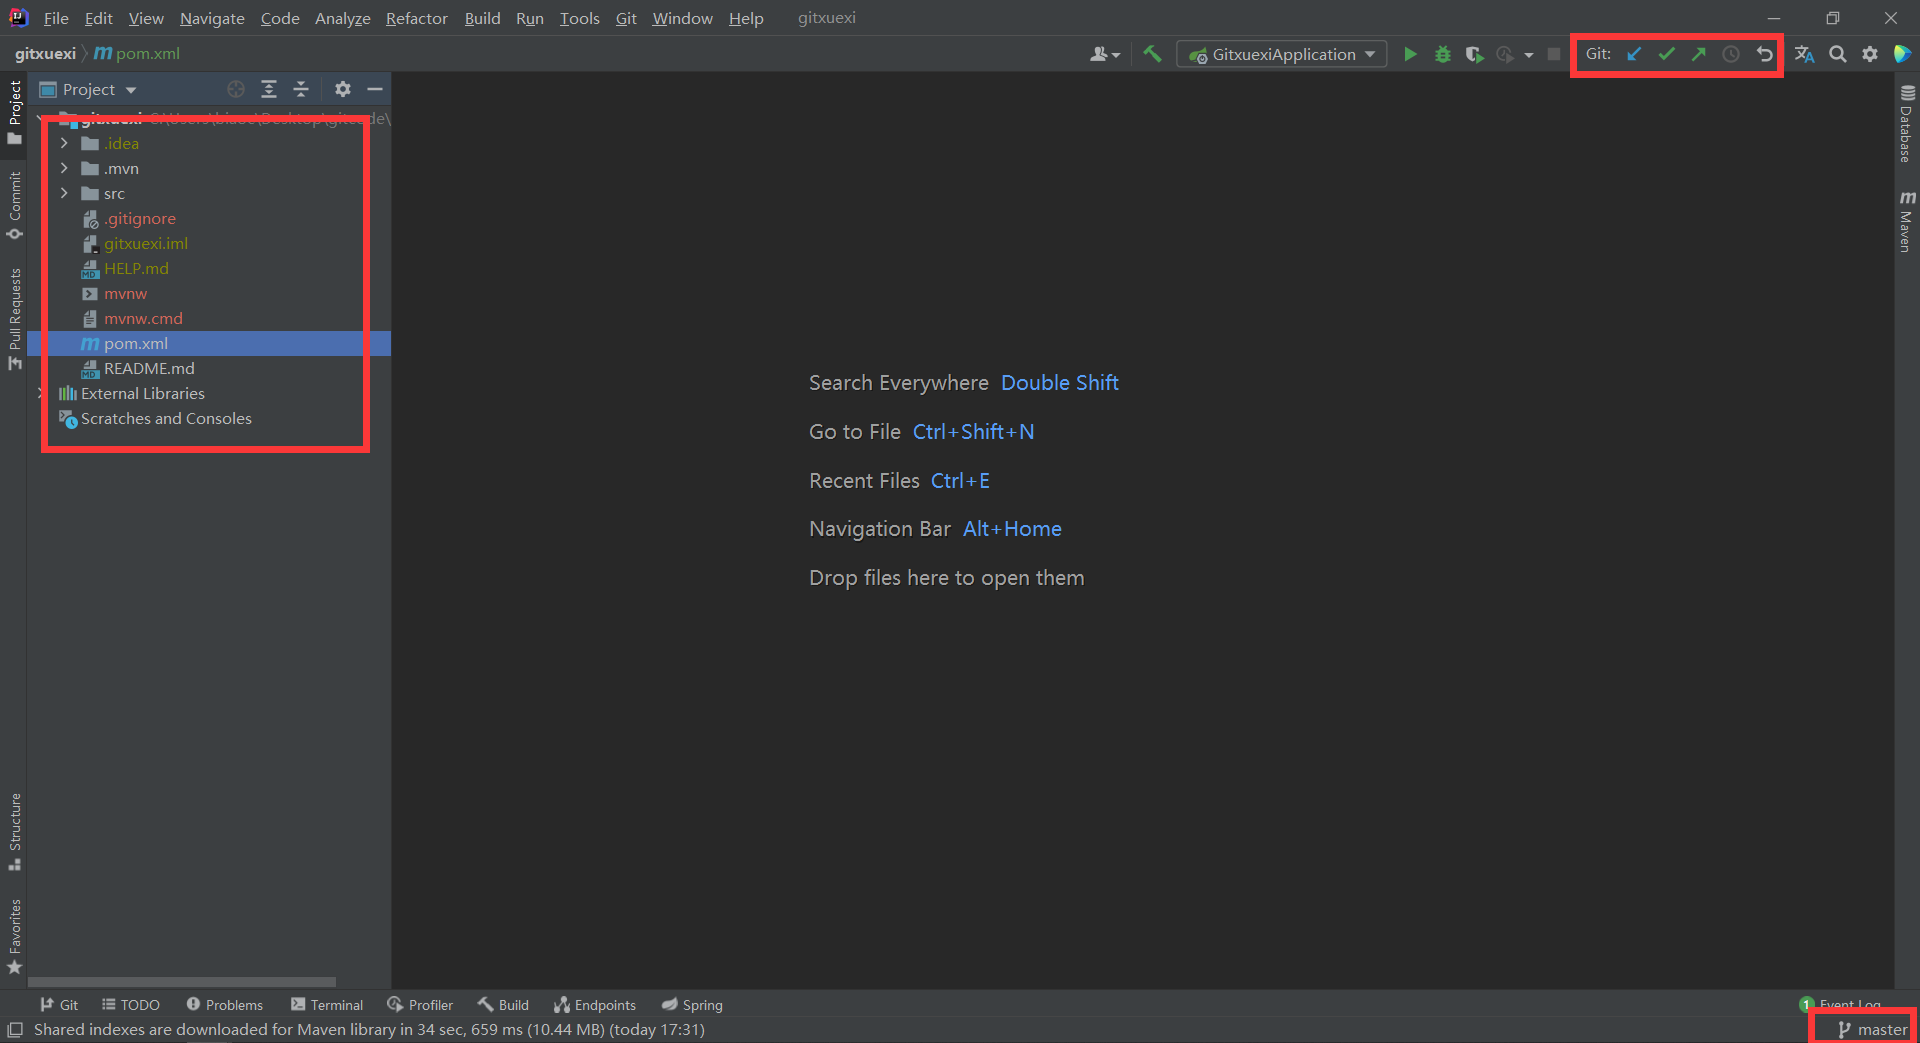 File Edit View Navigate Code Analyze Refactor Build Run Tools Git Window Help gitxuexi
gitxuexi pom.xml GitxuexiApplication Git:
Project
Project
Commit
Pull Requests
Structure
Favorites
gitxuexi
.idea
.mvn
src
.gitignore
gitxuexi.iml
HELP.md
mvnw
mvnw.cmd
pom.xml
README.md
External Libraries
Scratches and Consoles
Search Everywhere Double Shift
Go to File Ctrl+Shift+N
Recent Files Ctrl+E
Navigation Bar Alt+Home
Drop files here to open them
Database
Maven
Git TODO Problems Terminal Profiler Build Endpoints Spring 1 Event Log
Shared indexes are downloaded for Maven library in 34 sec, 659 ms (10.44 MB) (today 17:31) master